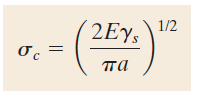 σc = (2Eγs / πa)^1/2